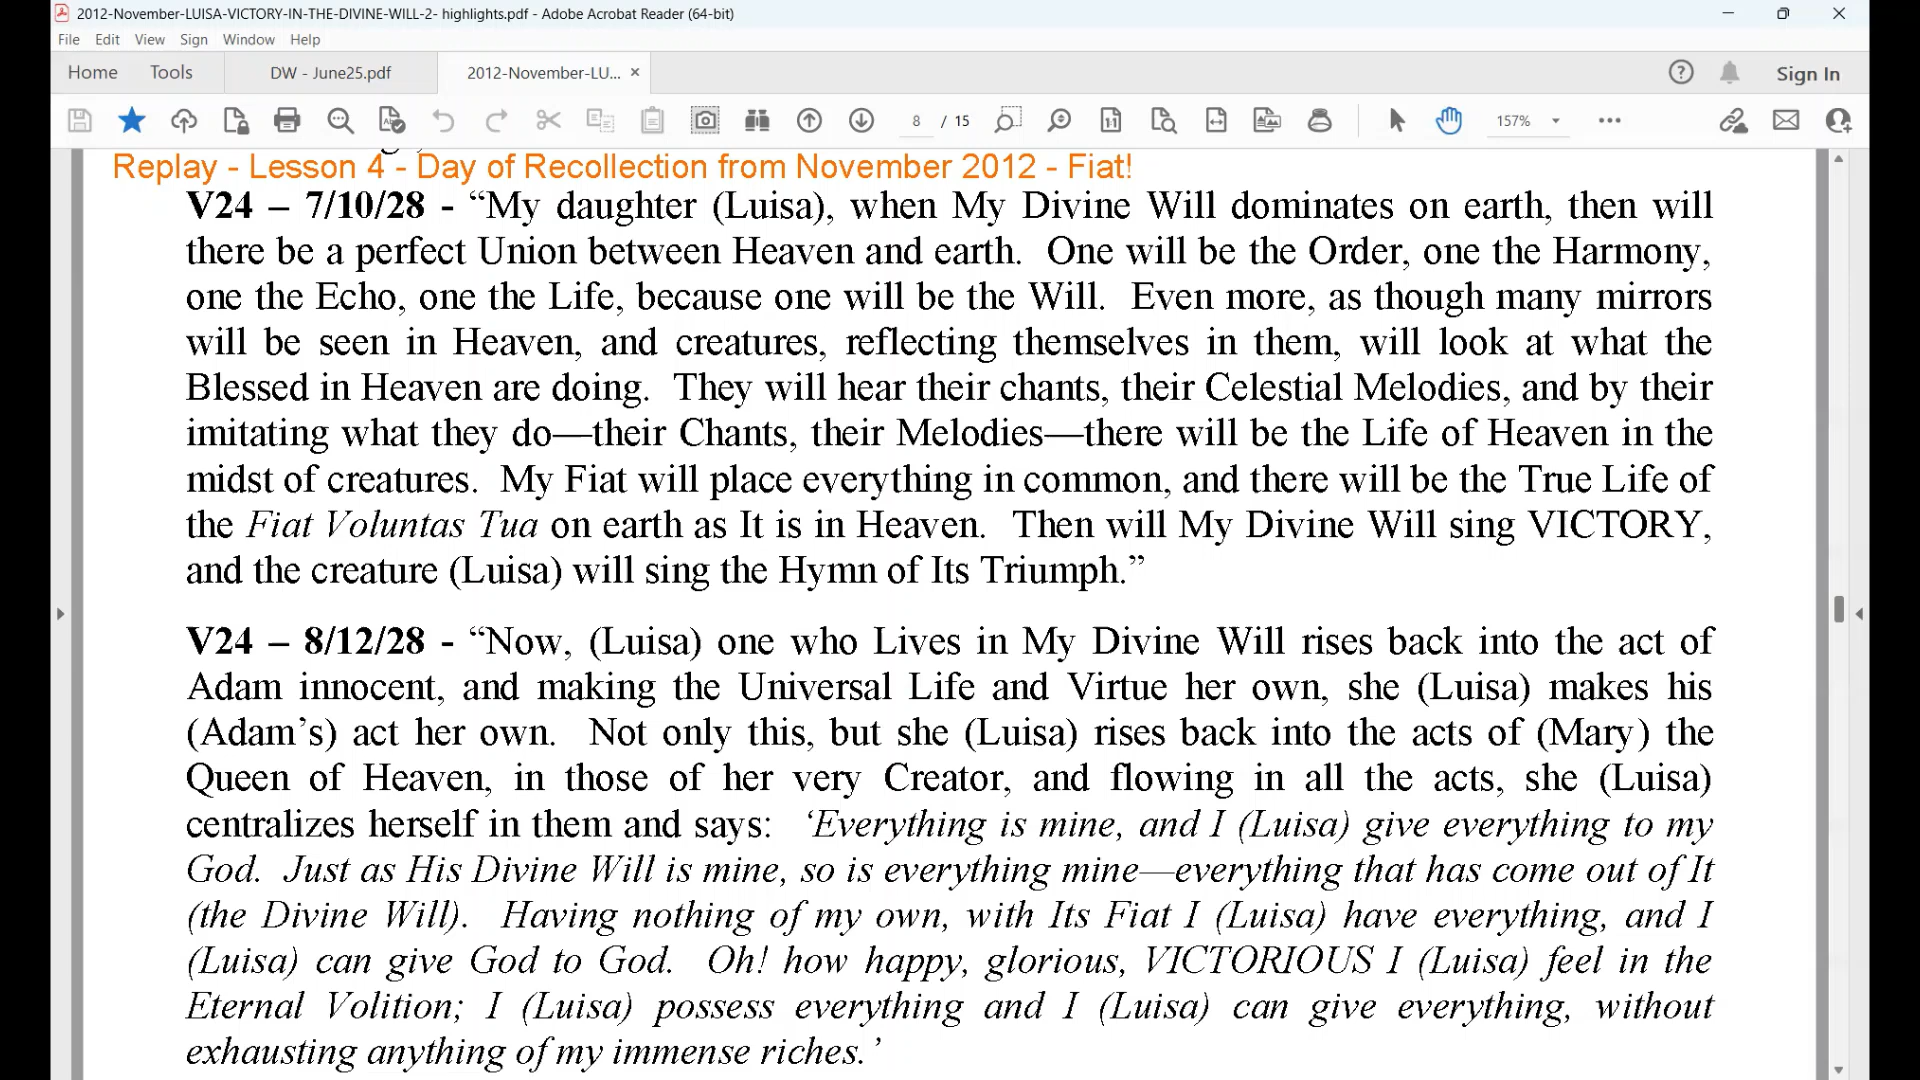 2012-November-LUISA-VICTORY-IN-THE-DIVINE-WILL-2- highlights.pdf - Adobe Acrobat Reader (64-bit)
File Edit View Sign Window Help
Home Tools DW - June25.pdf 2012-November-LU... × Sign In
8 / 15 157%
Replay - Lesson 4 - Day of Recollection from November 2012 - Fiat!
V24 – 7/10/28 - “My daughter (Luisa), when My Divine Will dominates on earth, then will
there be a perfect Union between Heaven and earth. One will be the Order, one the Harmony,
one the Echo, one the Life, because one will be the Will. Even more, as though many mirrors
will be seen in Heaven, and creatures, reflecting themselves in them, will look at what the
Blessed in Heaven are doing. They will hear their chants, their Celestial Melodies, and by their
imitating what they do—their Chants, their Melodies—there will be the Life of Heaven in the
midst of creatures. My Fiat will place everything in common, and there will be the True Life of
the Fiat Voluntas Tua on earth as It is in Heaven. Then will My Divine Will sing VICTORY,
and the creature (Luisa) will sing the Hymn of Its Triumph.”
V24 – 8/12/28 - “Now, (Luisa) one who Lives in My Divine Will rises back into the act of
Adam innocent, and making the Universal Life and Virtue her own, she (Luisa) makes his
(Adam’s) act her own. Not only this, but she (Luisa) rises back into the acts of (Mary) the
Queen of Heaven, in those of her very Creator, and flowing in all the acts, she (Luisa)
centralizes herself in them and says: ‘Everything is mine, and I (Luisa) give everything to my
God. Just as His Divine Will is mine, so is everything mine—everything that has come out of It
(the Divine Will). Having nothing of my own, with Its Fiat I (Luisa) have everything, and I
(Luisa) can give God to God. Oh! how happy, glorious, VICTORIOUS I (Luisa) feel in the
Eternal Volition; I (Luisa) possess everything and I (Luisa) can give everything, without
exhausting anything of my immense riches.’